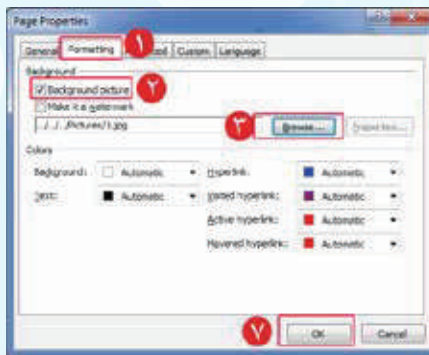 Page Properties
General Formatting Custom Language
١
Background
Background picture
٢
Make it a watermark
../../../Pictures/1.jpg Browse...
٣
Colors
Background: Automatic Hyperlink: Automatic
Text: Automatic Visited hyperlink: Automatic
Active hyperlink: Automatic
Hovered hyperlink: Automatic
٧
OK Cancel